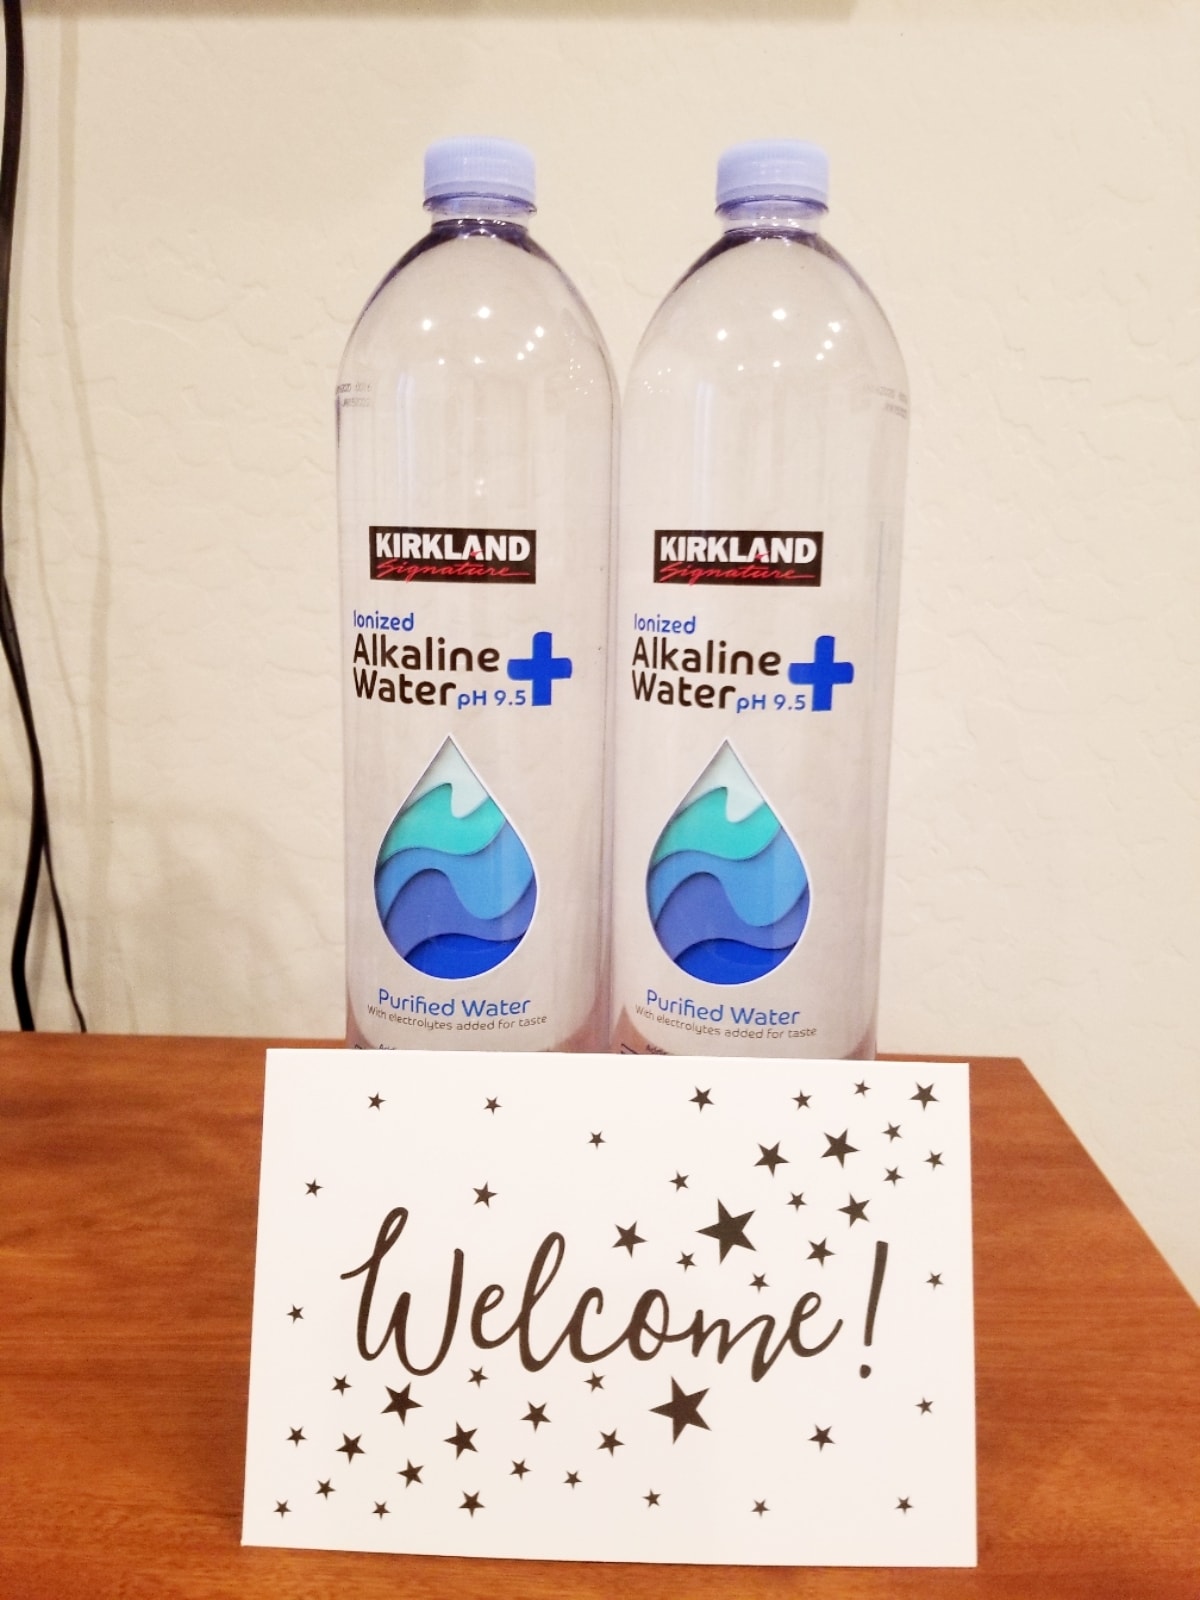 KIRKLAND
Signature
Ionized
Alkaline
Water pH 9.5
Purified Water
With electrolytes added for taste
KIRKLAND
Signature
Ionized
Alkaline
Water pH 9.5
Purified Water
With electrolytes added for taste
Welcome!